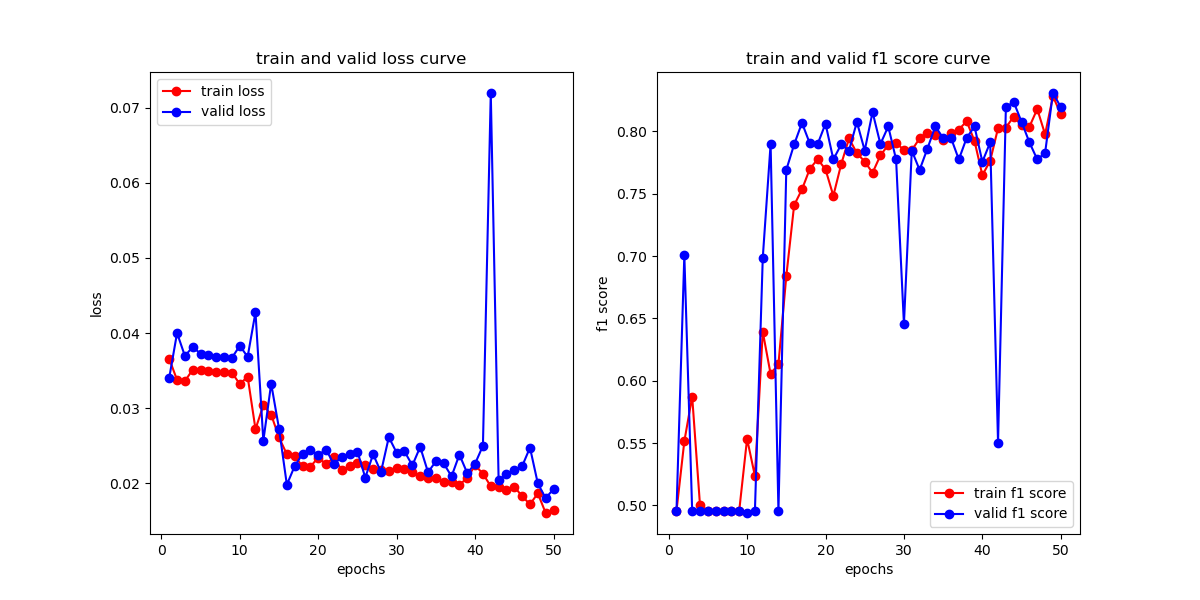 train and valid loss curve
train loss
valid loss
0.07
0.06
0.05
0.04
0.03
0.02
loss
0 10 20 30 40 50
epochs
train and valid f1 score curve
0.80
0.75
0.70
0.65
0.60
0.55
0.50
f1 score
train f1 score
valid f1 score
0 10 20 30 40 50
epochs